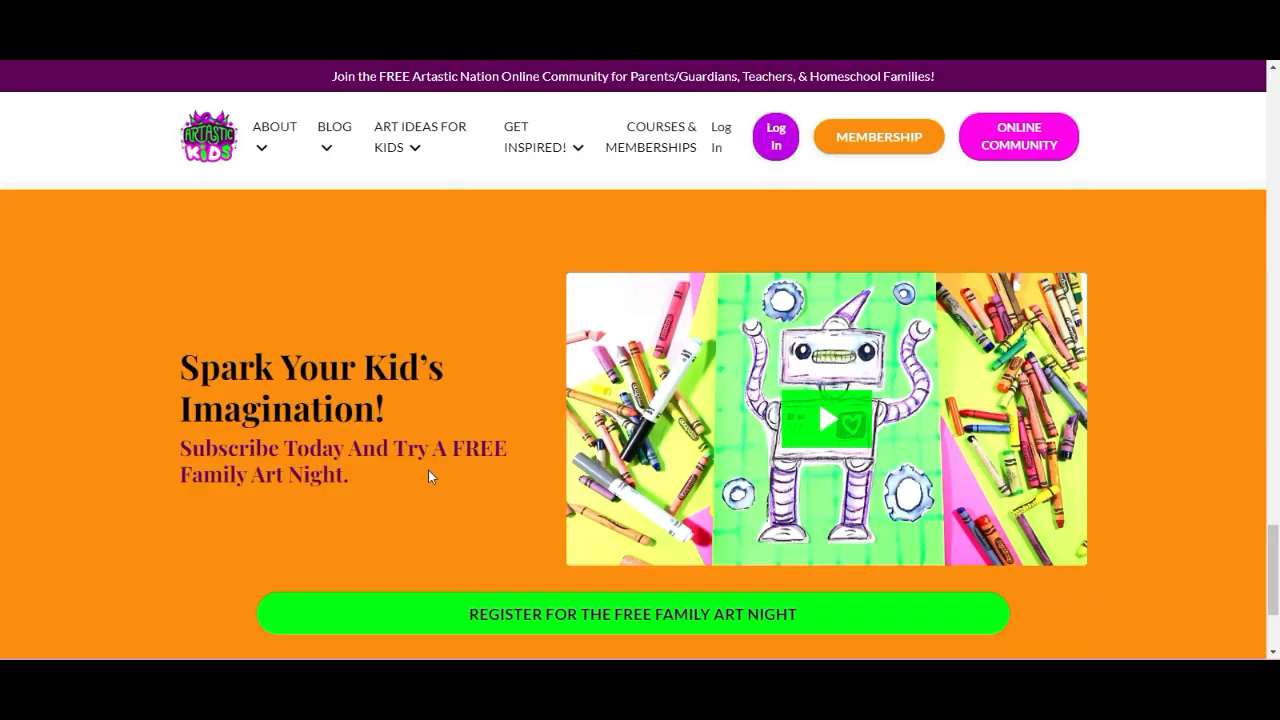 Join the FREE Artastic Nation Online Community for Parents/Guardians, Teachers, & Homeschool Families!
ARTASTIC
KiDS
ABOUT
BLOG
ART IDEAS FOR
KIDS
GET
INSPIRED!
COURSES &
MEMBERSHIPS
Log
In
Log
In
MEMBERSHIP
ONLINE
COMMUNITY
Spark Your Kid’s
Imagination!
Subscribe Today And Try A FREE
Family Art Night.
REGISTER FOR THE FREE FAMILY ART NIGHT